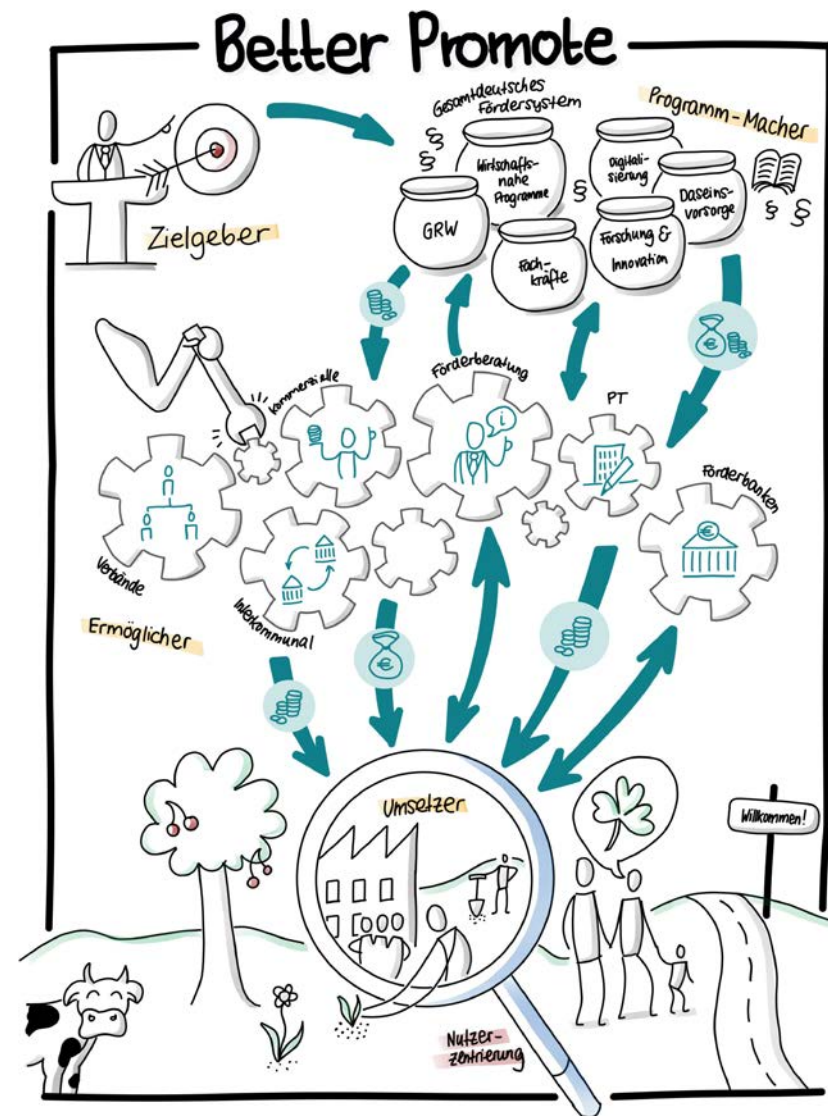 Better Promote
Zielgeber
Gesamtdeutsches
Fördersystem
Programm-Macher
§
§
§
§
§
Wirtschafts-
nahe
Programme
Digitali-
sierung
Daseins-
vorsorge
GRW
Fach-
kräfte
Forschung &
Innovation
€
Kommerzielle
Förderberatung
i
PT
Förderbanken
€
Verbände
Interkommunal
Ermöglicher
€
Umsetzer
Willkommen!
Nutzer-
zentrierung